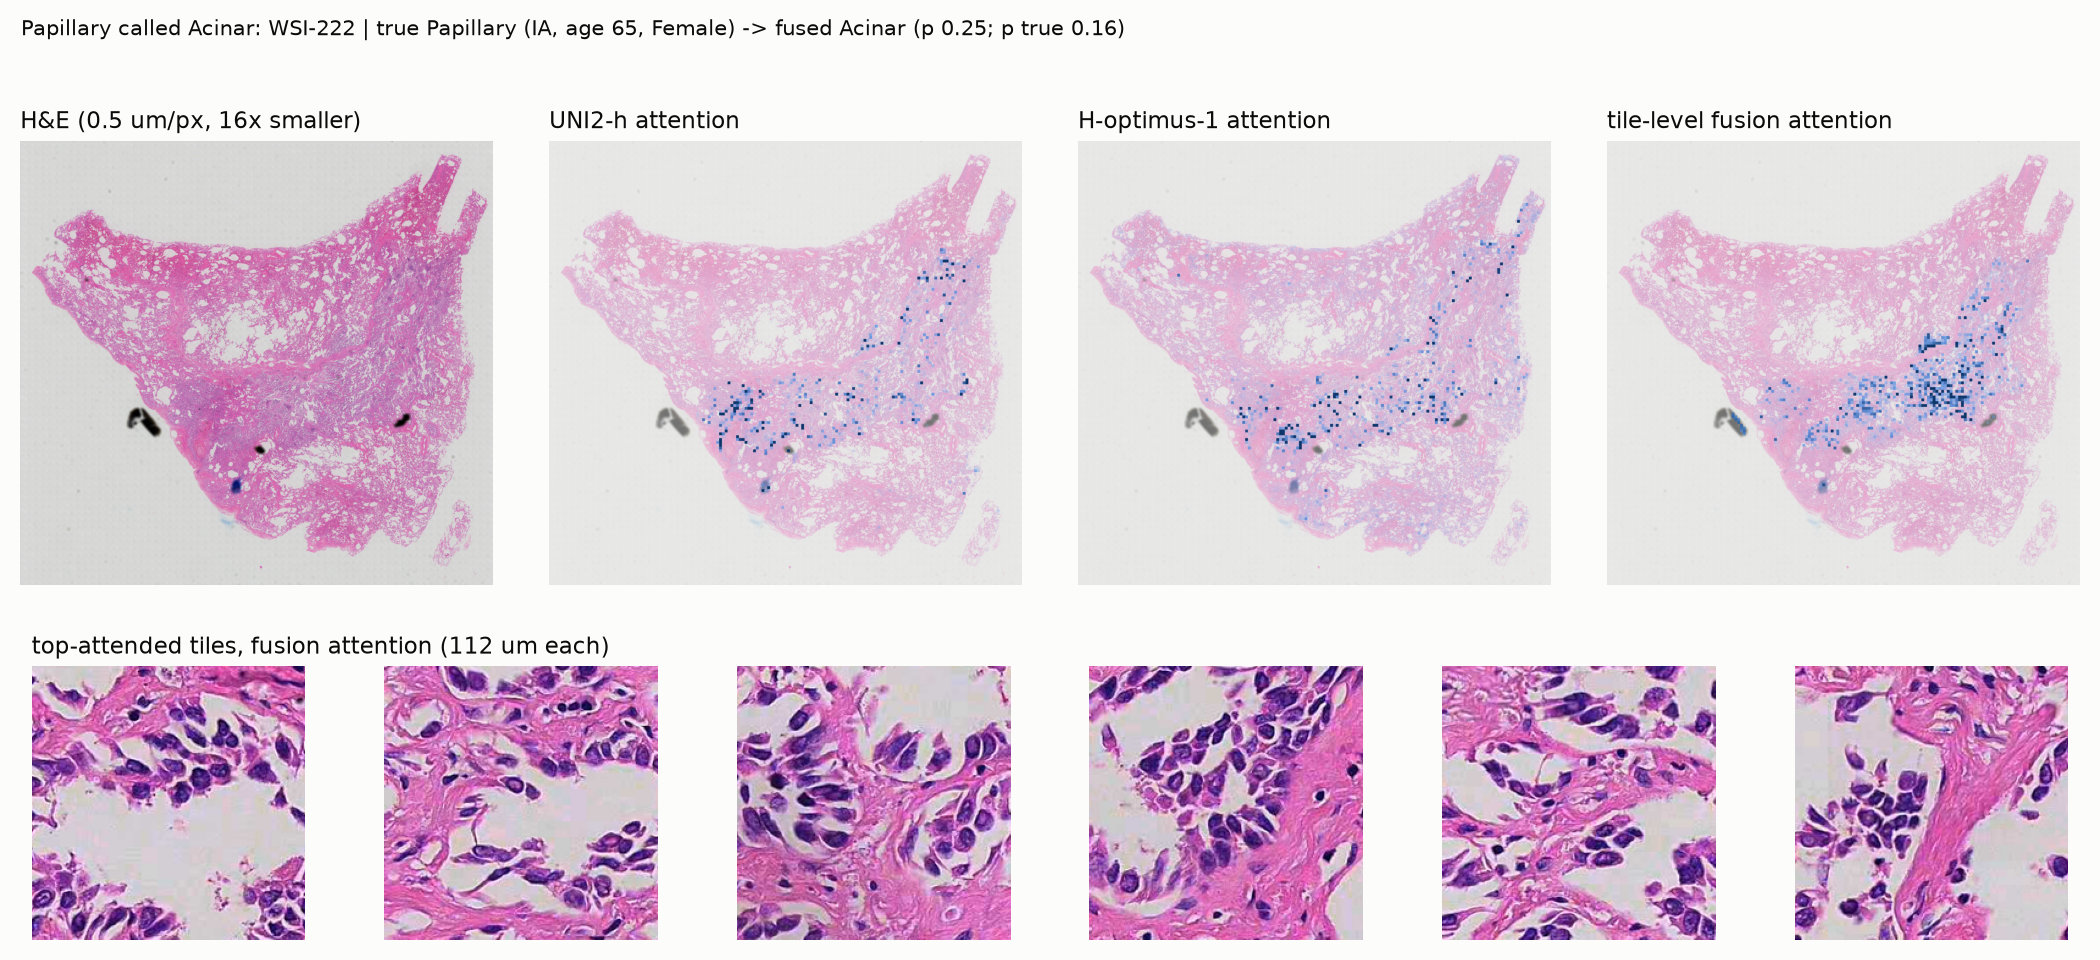 Papillary called Acinar: WSI-222 | true Papillary (IA, age 65, Female) -> fused Acinar (p 0.25; p true 0.16)
H&E (0.5 um/px, 16x smaller)
UNI2-h attention
H-optimus-1 attention
tile-level fusion attention
top-attended tiles, fusion attention (112 um each)